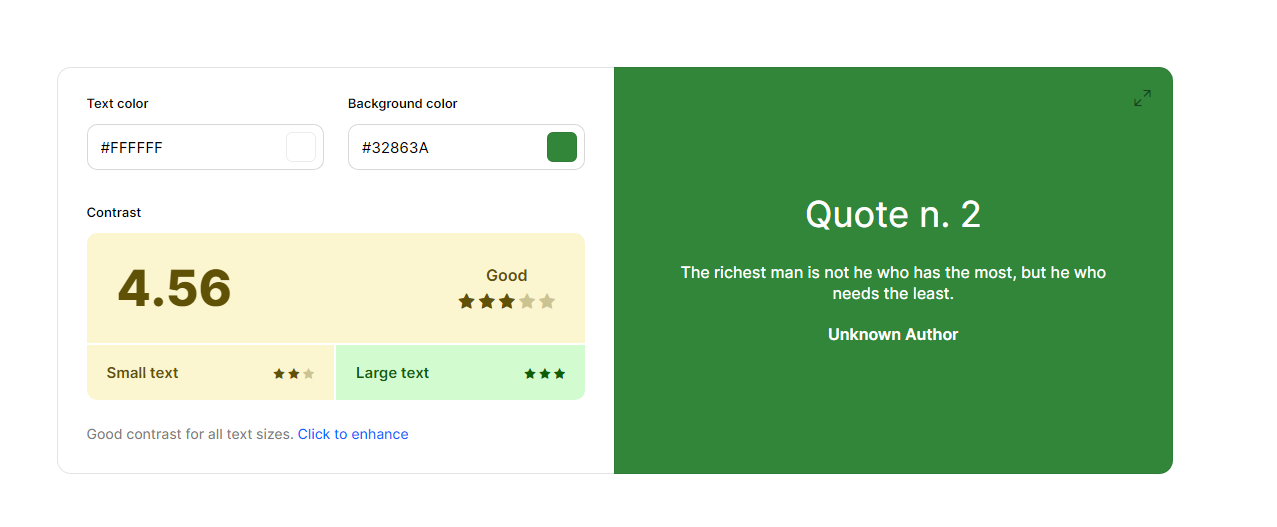 Text color
Background color
#FFFFFF
#32863A
Contrast
4.56
Good
Small text
Large text
Good contrast for all text sizes. Click to enhance
Quote n. 2
The richest man is not he who has the most, but he who
needs the least.
Unknown Author